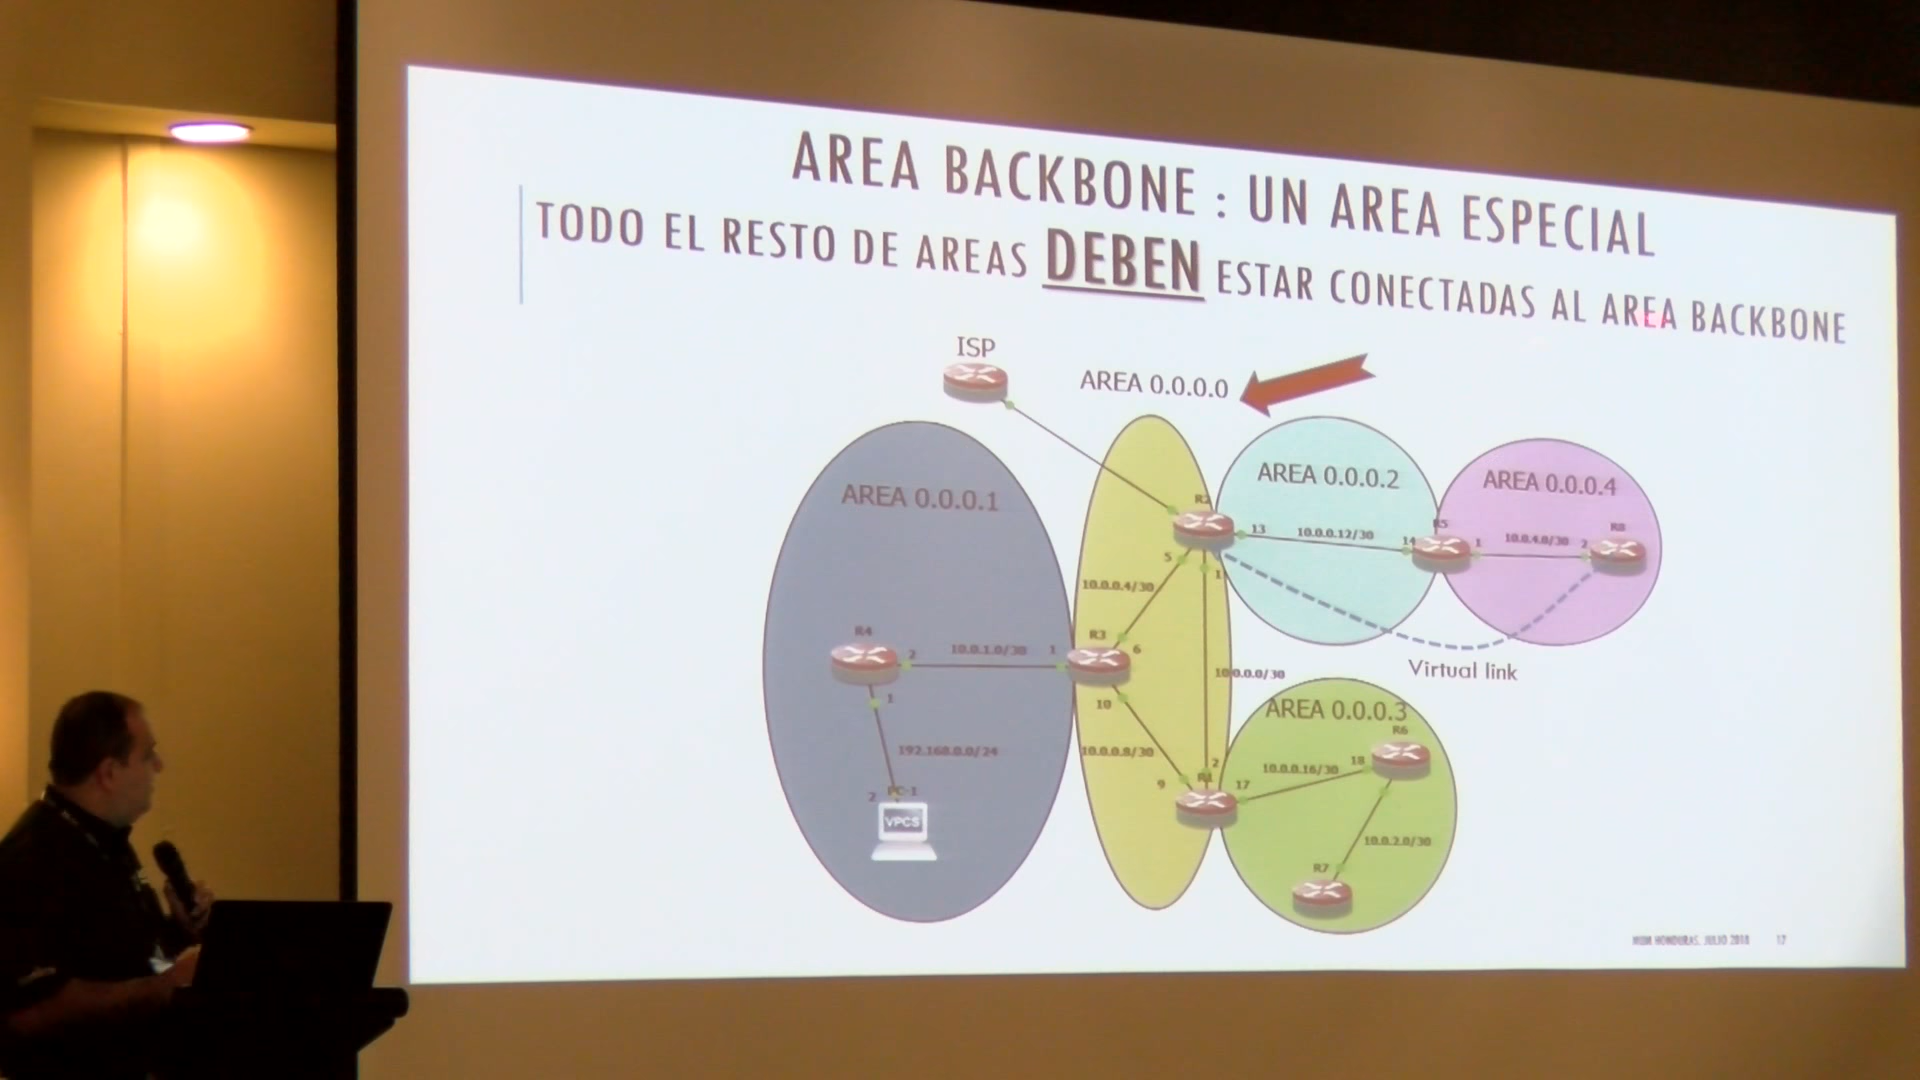 AREA BACKBONE : UN AREA ESPECIAL
TODO EL RESTO DE AREAS DEBEN ESTAR CONECTADAS AL AREA BACKBONE
ISP
AREA 0.0.0.0
AREA 0.0.0.1
AREA 0.0.0.2
AREA 0.0.0.4
R2
13
10.0.0.12/30
14
R5
1
10.0.4.0/30
2
R8
5
1
10.0.0.4/30
R4
2
10.0.1.0/30
1
R3
6
Virtual link
10.0.0.0/30
1
10
AREA 0.0.0.3
R6
192.168.0.0/24
10.0.0.8/30
2
10.0.0.16/30
18
9
R1
17
2
PC-1
VPCS
10.0.2.0/30
R7
MUM HONDURAS. JULIO 2018
17